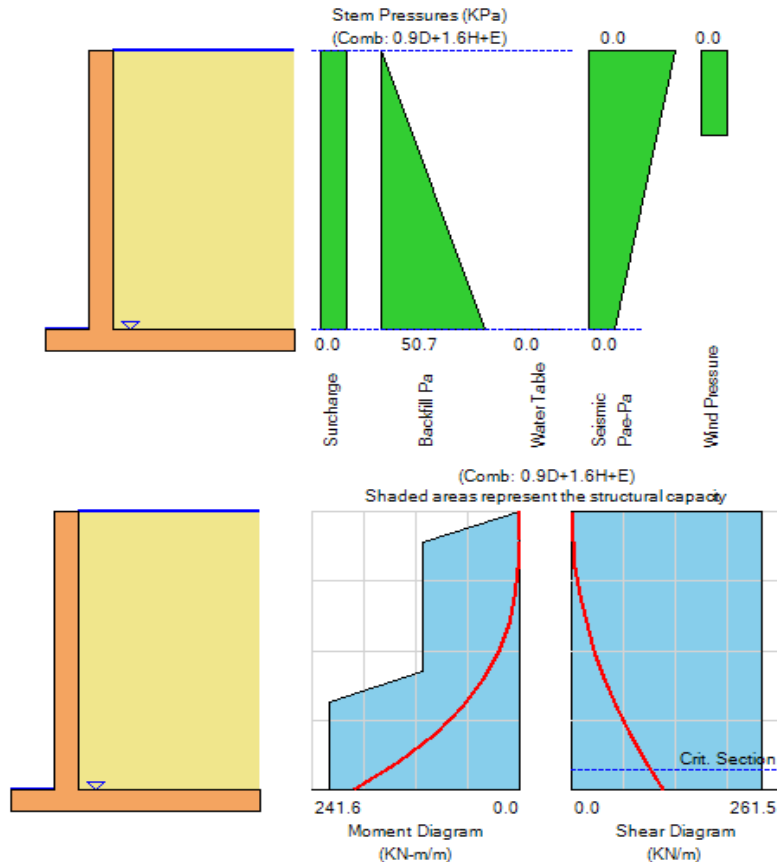 Stem Pressures (KPa)
(Comb: 0.9D+1.6H+E)
0.0 0.0
0.0 50.7 0.0 0.0
Surcharge
Backfill Pa
Water Table
Seismic
Pae-Pa
Wind Pressure
(Comb: 0.9D+1.6H+E)
Shaded areas represent the structural capacity
Crit. Section
241.6 0.0 0.0 261.5
Moment Diagram Shear Diagram
(KN-m/m) (KN/m)